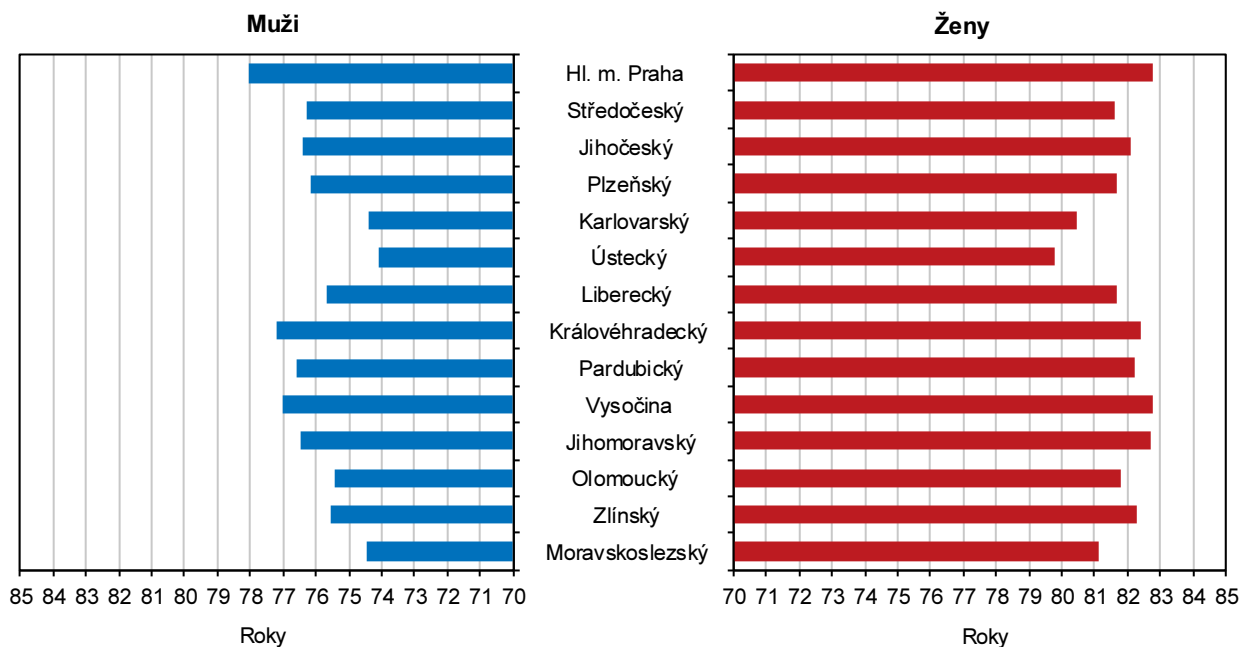 Muži
Ženy
Hl. m. Praha
Středočeský
Jihočeský
Plzeňský
Karlovarský
Ústecký
Liberecký
Královéhradecký
Pardubický
Vysočina
Jihomoravský
Olomoucký
Zlínský
Moravskoslezský
85 84 83 82 81 80 79 78 77 76 75 74 73 72 71 70
70 71 72 73 74 75 76 77 78 79 80 81 82 83 84 85
Roky
Roky